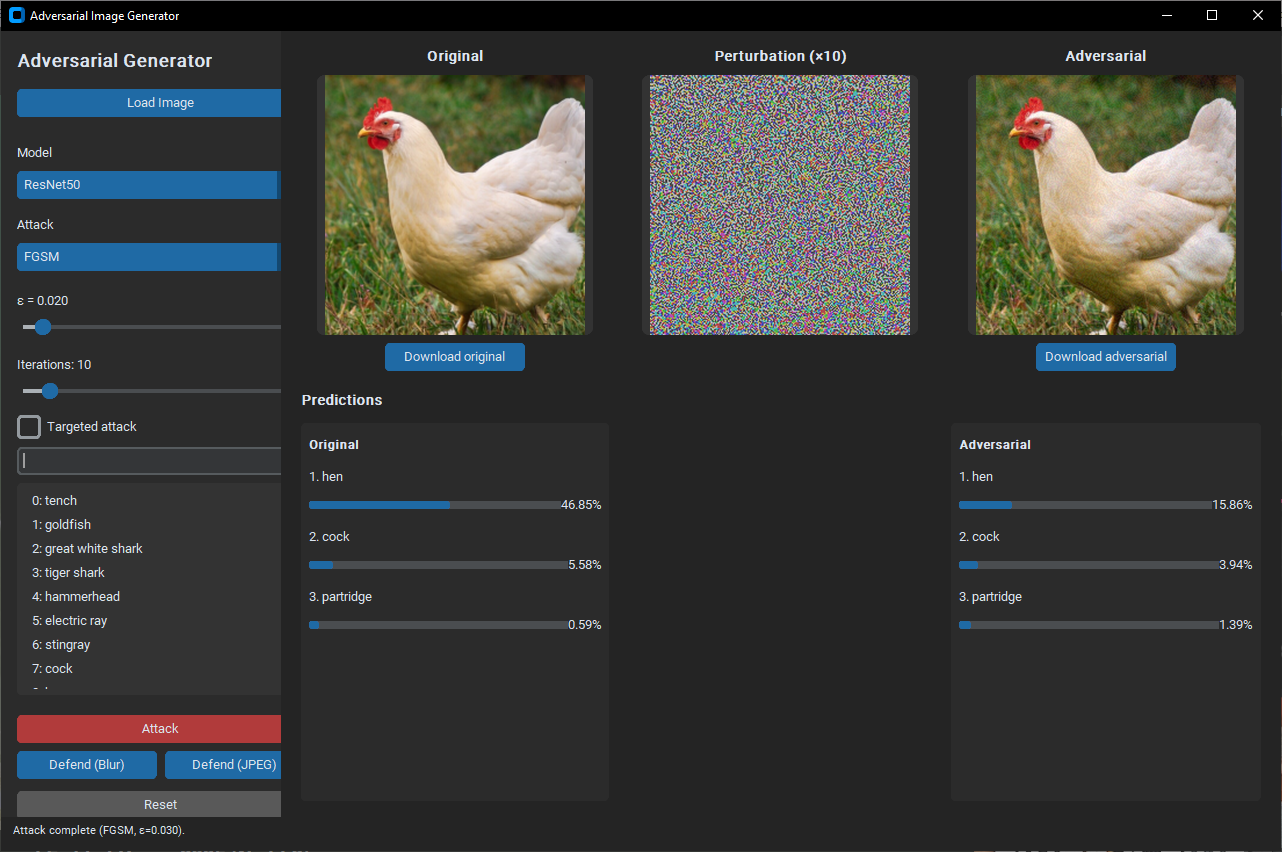 Adversarial Image Generator
Adversarial Generator
Load Image
Model
ResNet50
Attack
FGSM
ε = 0.020
Iterations: 10
Targeted attack
0: tench
1: goldfish
2: great white shark
3: tiger shark
4: hammerhead
5: electric ray
6: stingray
7: cock
Attack
Defend (Blur)
Defend (JPEG)
Reset
Attack complete (FGSM, ε=0.030).
Original
Perturbation (×10)
Adversarial
Download original
Download adversarial
Predictions
Original
1. hen
46.85%
2. cock
5.58%
3. partridge
0.59%
Adversarial
1. hen
15.86%
2. cock
3.94%
3. partridge
1.39%